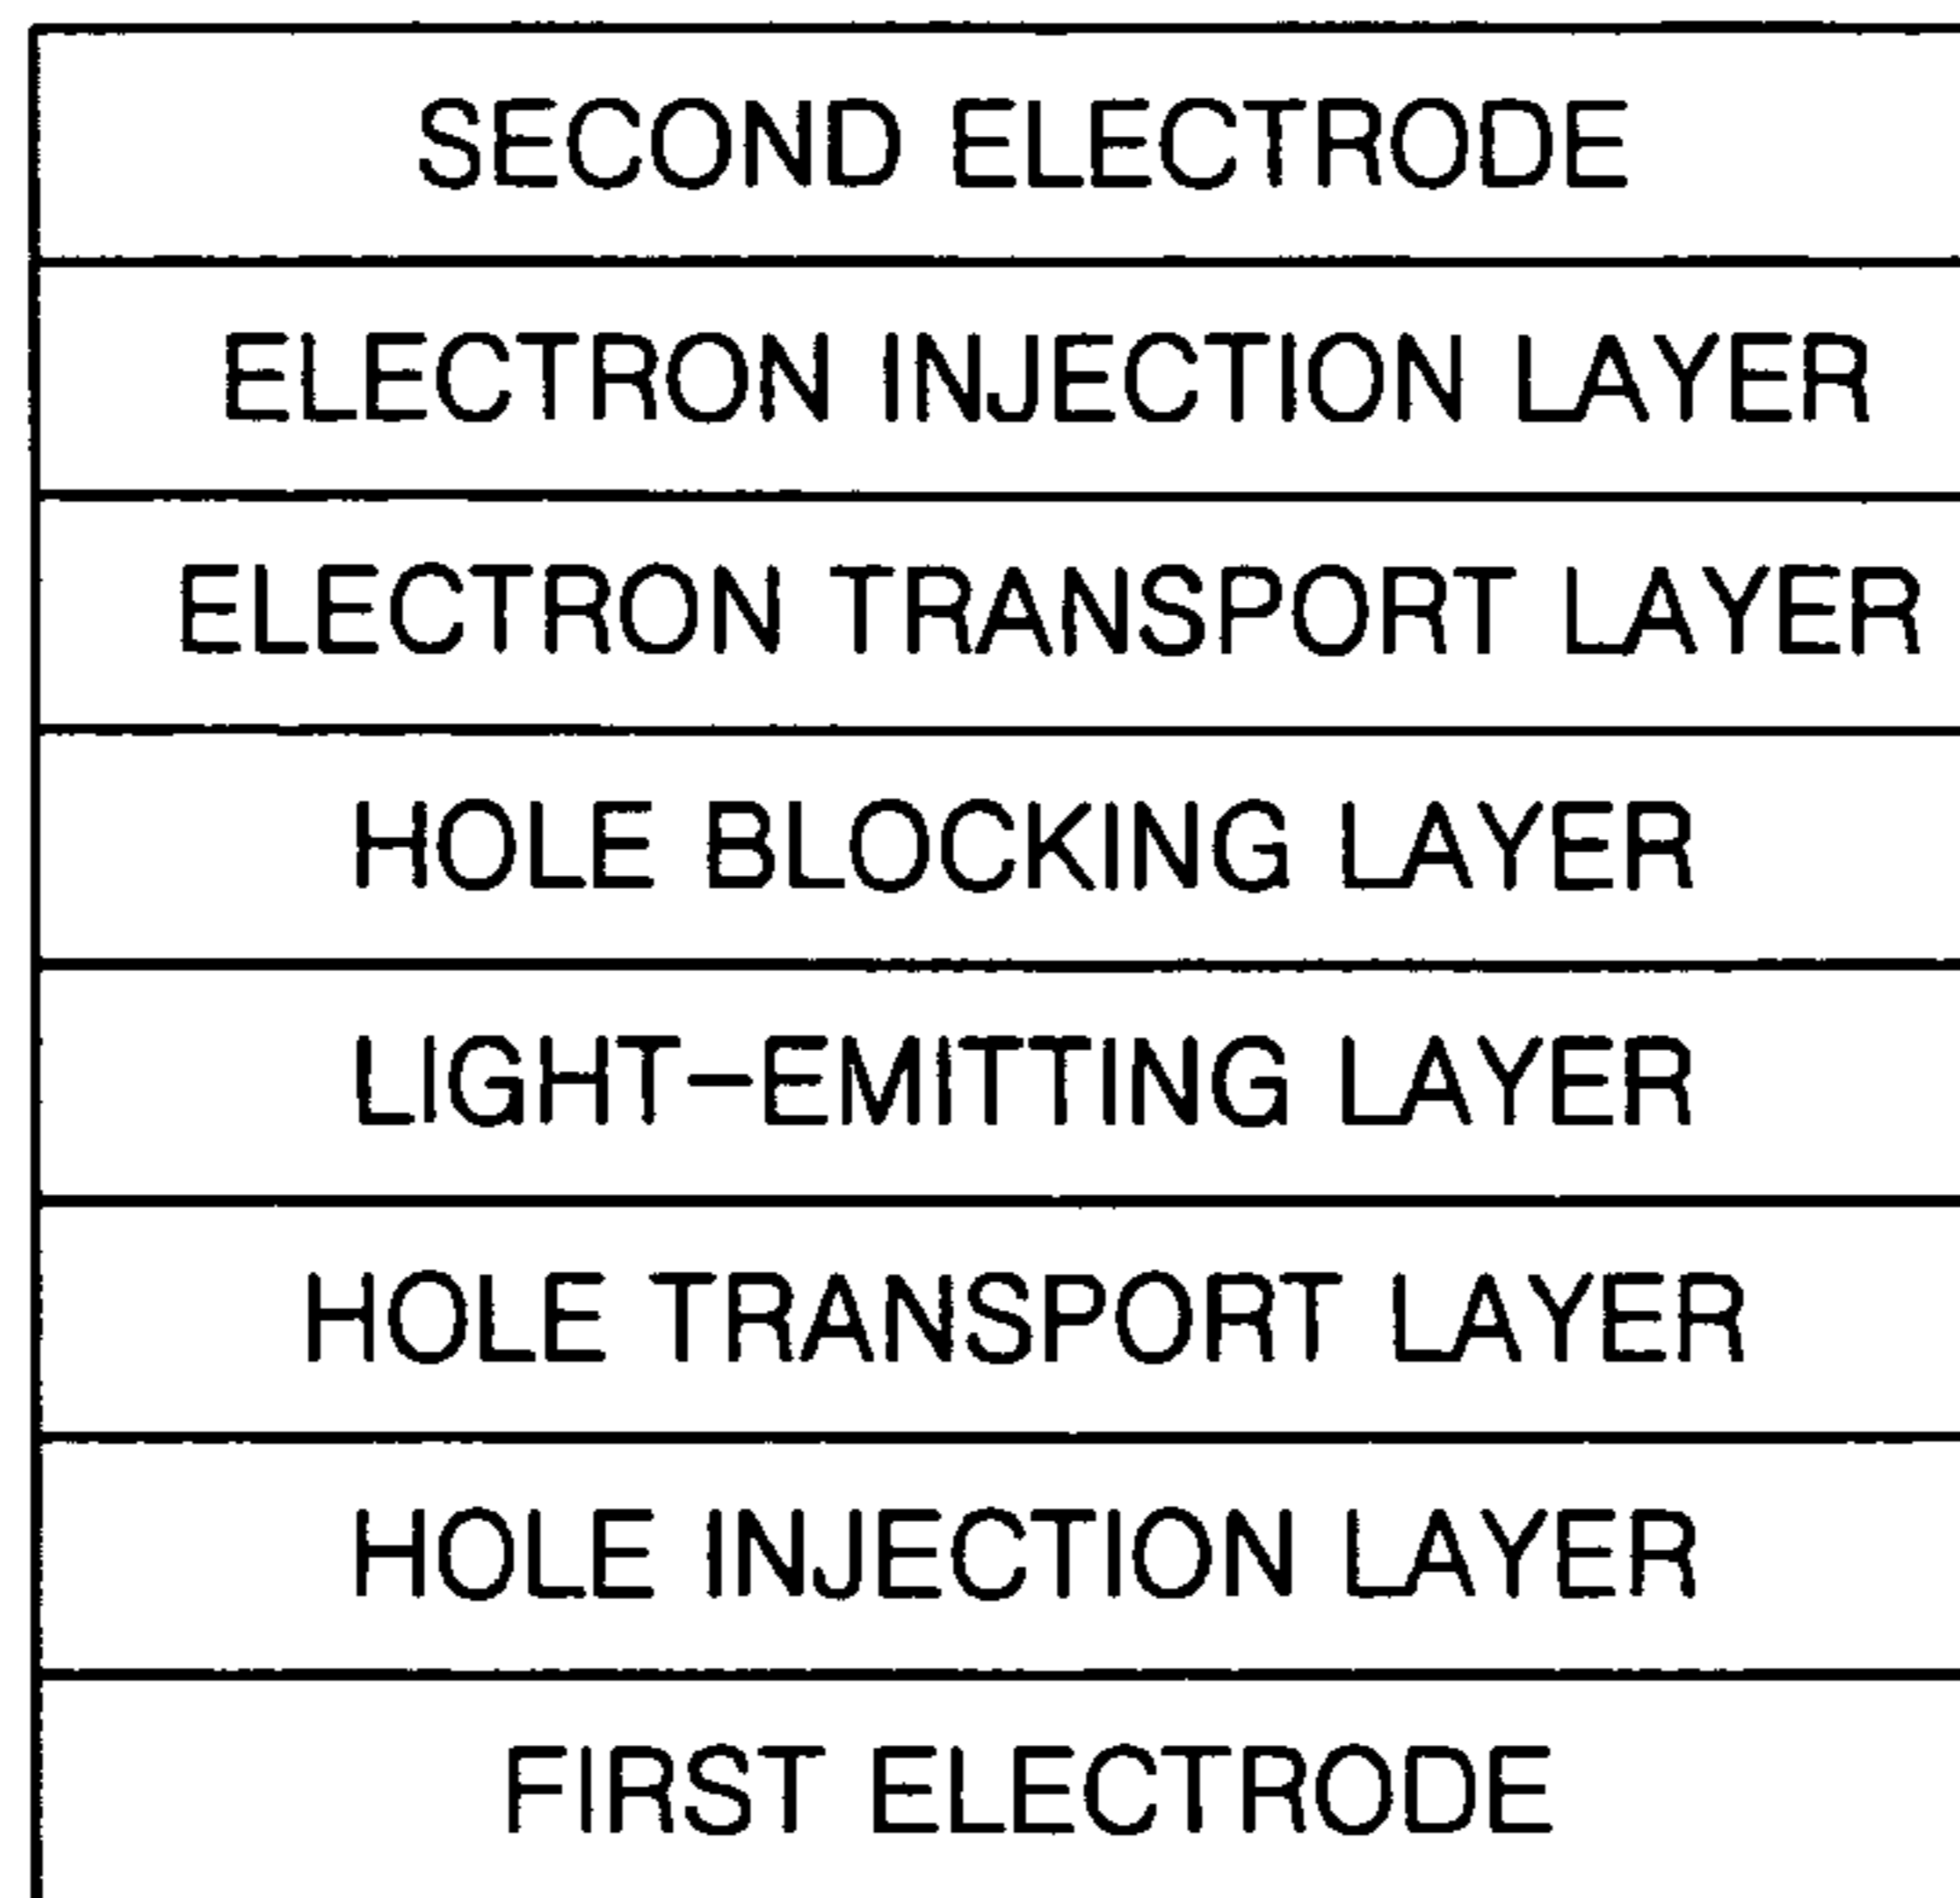 SECOND ELECTRODE
ELECTRON INJECTION LAYER
ELECTRON TRANSPORT LAYER
HOLE BLOCKING LAYER
LIGHT-EMITTING LAYER
HOLE TRANSPORT LAYER
HOLE INJECTION LAYER
FIRST ELECTRODE